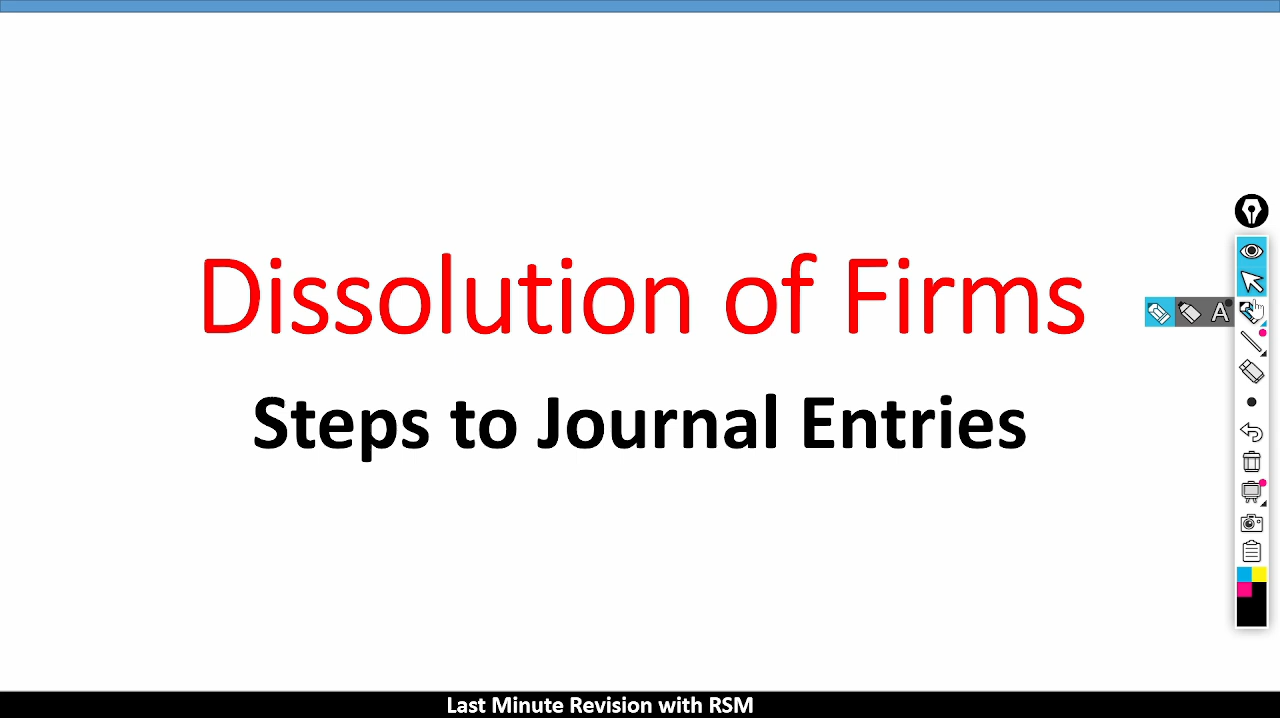 Dissolution of Firms
A
Steps to Journal Entries
Last Minute Revision with RSM